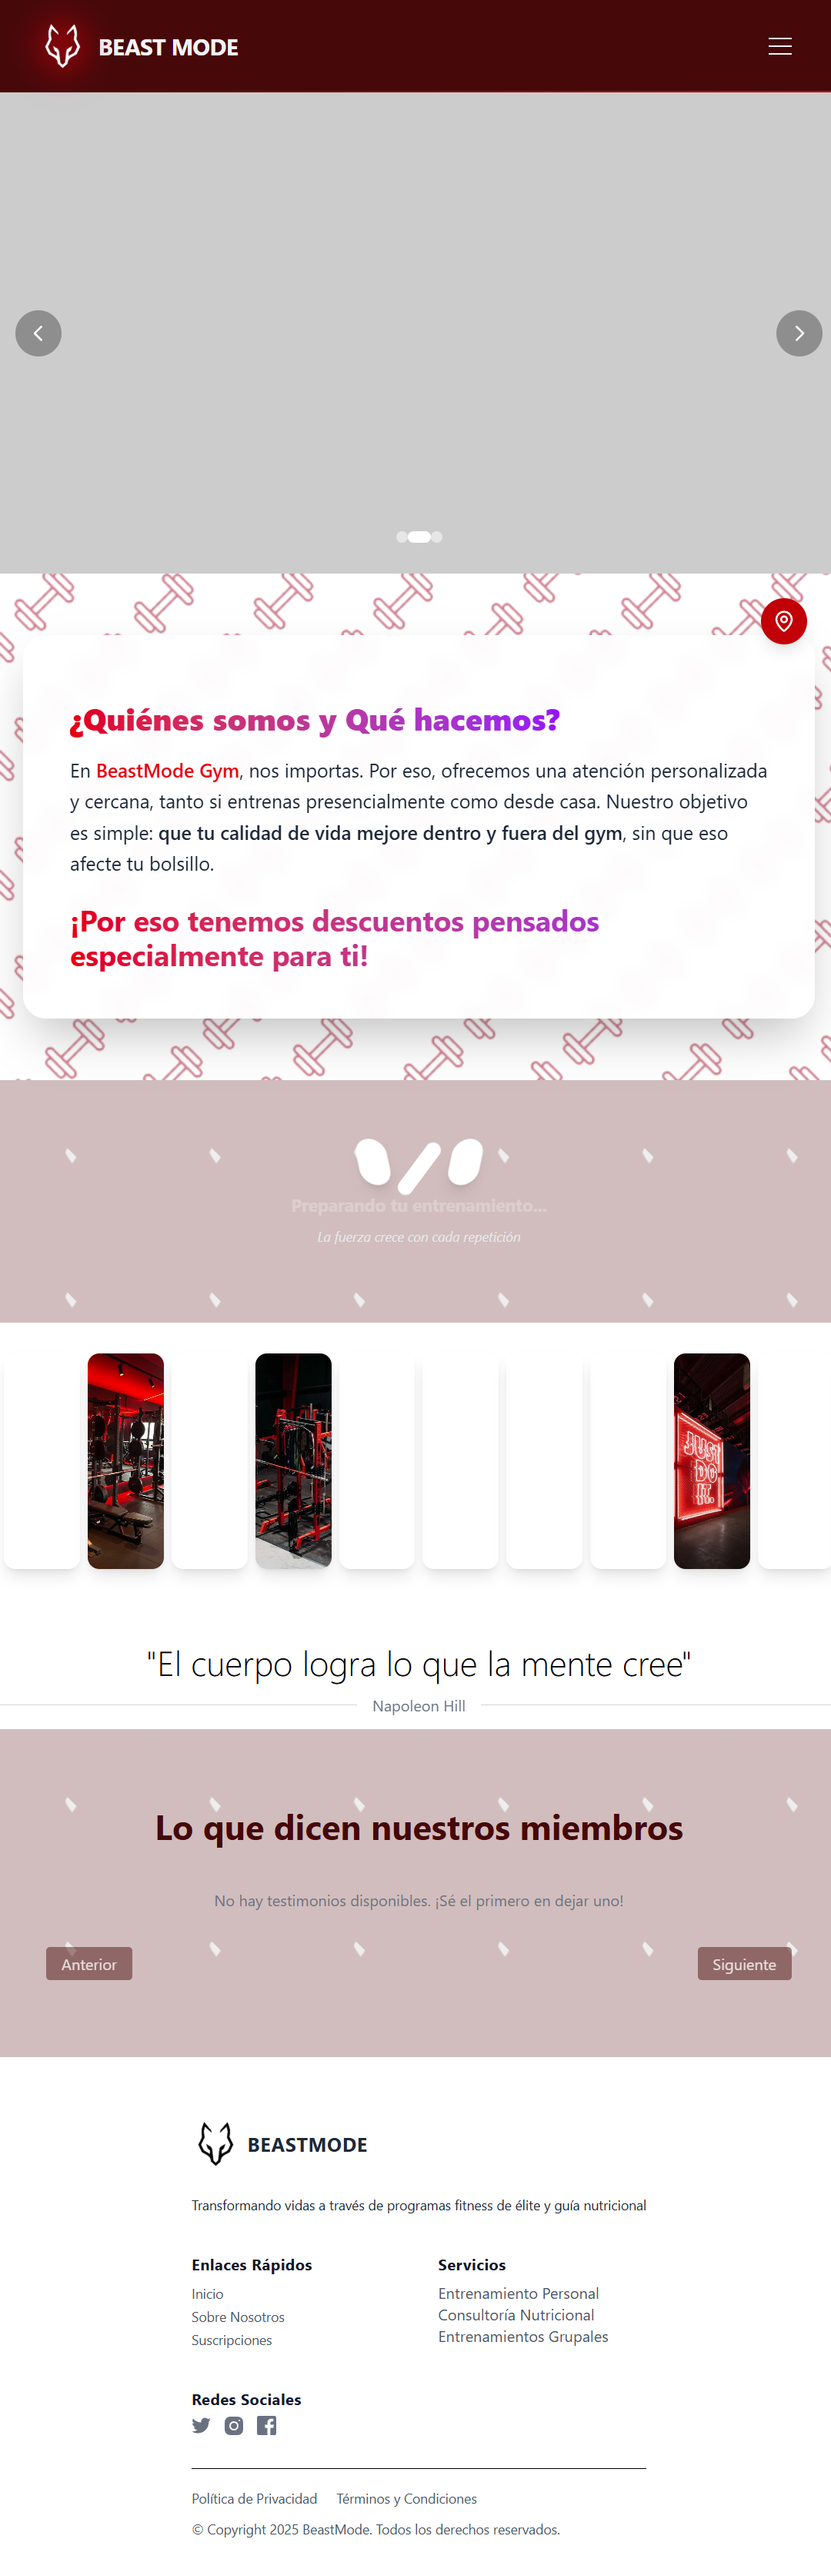 BEAST MODE
¿Quiénes somos y Qué hacemos?
En BeastMode Gym, nos importas. Por eso, ofrecemos una atención personalizada
y cercana, tanto si entrenas presencialmente como desde casa. Nuestro objetivo
es simple: que tu calidad de vida mejore dentro y fuera del gym, sin que eso
afecte tu bolsillo.
¡Por eso tenemos descuentos pensados
especialmente para ti!
Preparando tu entrenamiento...
La fuerza crece con cada repetición
JUST
DO
IT.
"El cuerpo logra lo que la mente cree"
Napoleon Hill
Lo que dicen nuestros miembros
No hay testimonios disponibles. ¡Sé el primero en dejar uno!
Anterior
Siguiente
BEASTMODE
Transformando vidas a través de programas fitness de élite y guía nutricional
Enlaces Rápidos
Inicio
Sobre Nosotros
Suscripciones
Servicios
Entrenamiento Personal
Consultoría Nutricional
Entrenamientos Grupales
Redes Sociales
Política de Privacidad
Términos y Condiciones
© Copyright 2025 BeastMode. Todos los derechos reservados.